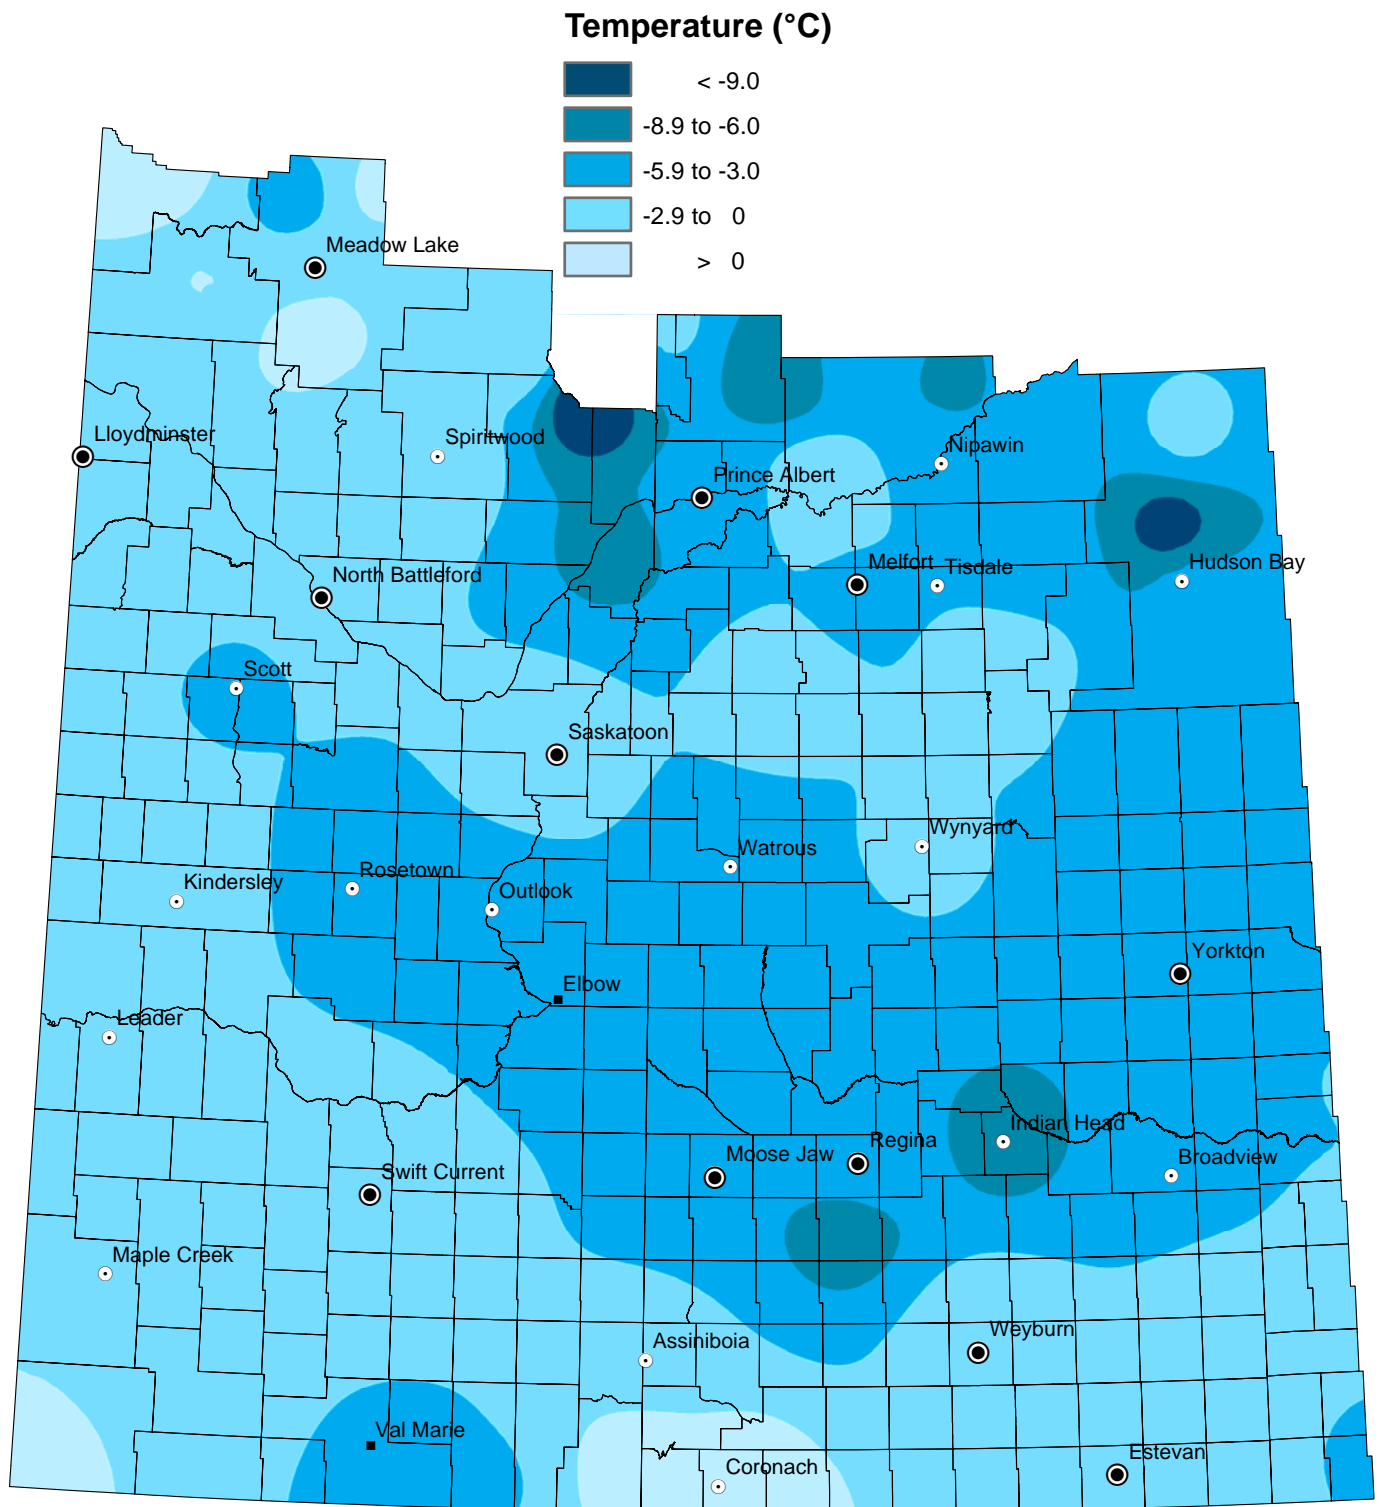 Temperature (°C)
< -9.0
-8.9 to -6.0
-5.9 to -3.0
-2.9 to 0
> 0
Meadow Lake
Lloydminster
Spiritwood
Nipawin
Prince Albert
Melfort
Tisdale
Hudson Bay
North Battleford
Scott
Saskatoon
Wynyard
Watrous
Rosetown
Kindersley
Outlook
Yorkton
Elbow
Leader
Indian Head
Regina
Moose Jaw
Broadview
Swift Current
Maple Creek
Weyburn
Assiniboia
Val Marie
Estevan
Coronach